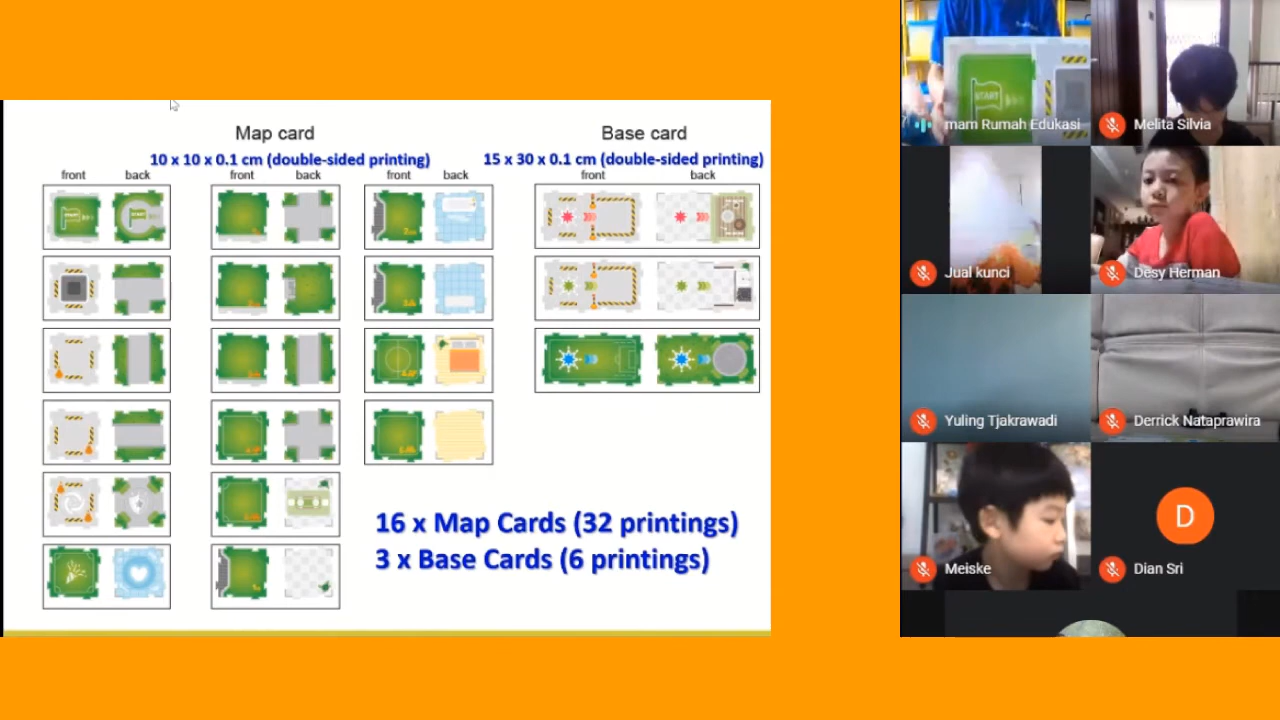 Map card
10 x 10 x 0.1 cm (double-sided printing)
front back
front back
front back
Base card
15 x 30 x 0.1 cm (double-sided printing)
front back
16 x Map Cards (32 printings)
3 x Base Cards (6 printings)
START
mam Rumah Edukasi
Melita Silvia
Jual kunci
Desy Herman
Yuling Tjakrawadi
Derrick Nataprawira
Meiske
D
Dian Sri